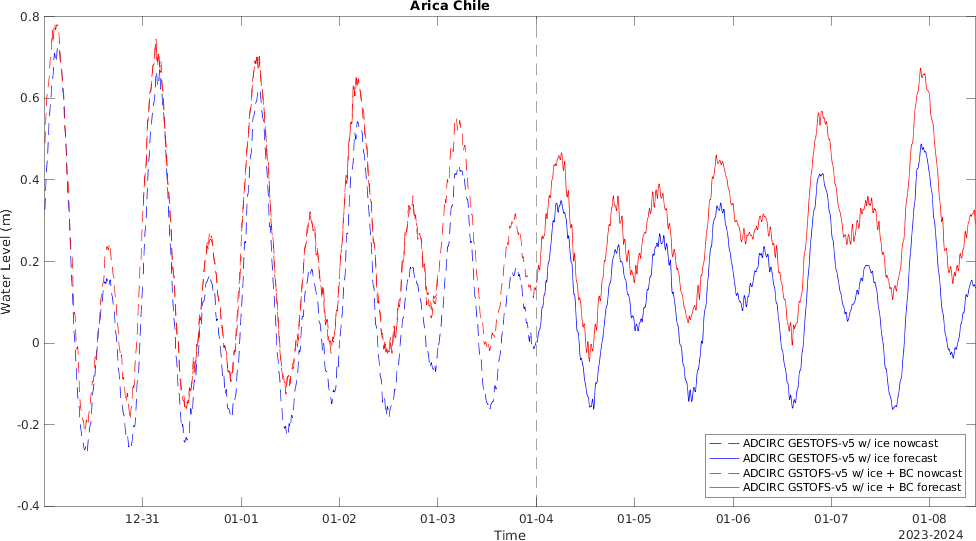 Arica Chile
0.8
0.6
0.4
0.2
0
-0.2
-0.4
Water Level (m)
ADCIRC GESTOFS-v5 w/ ice nowcast
ADCIRC GESTOFS-v5 w/ ice forecast
ADCIRC GSTOFS-v5 w/ ice + BC nowcast
ADCIRC GSTOFS-v5 w/ ice + BC forecast
12-31 01-01 01-02 01-03 01-04 01-05 01-06 01-07 01-08
Time
2023-2024